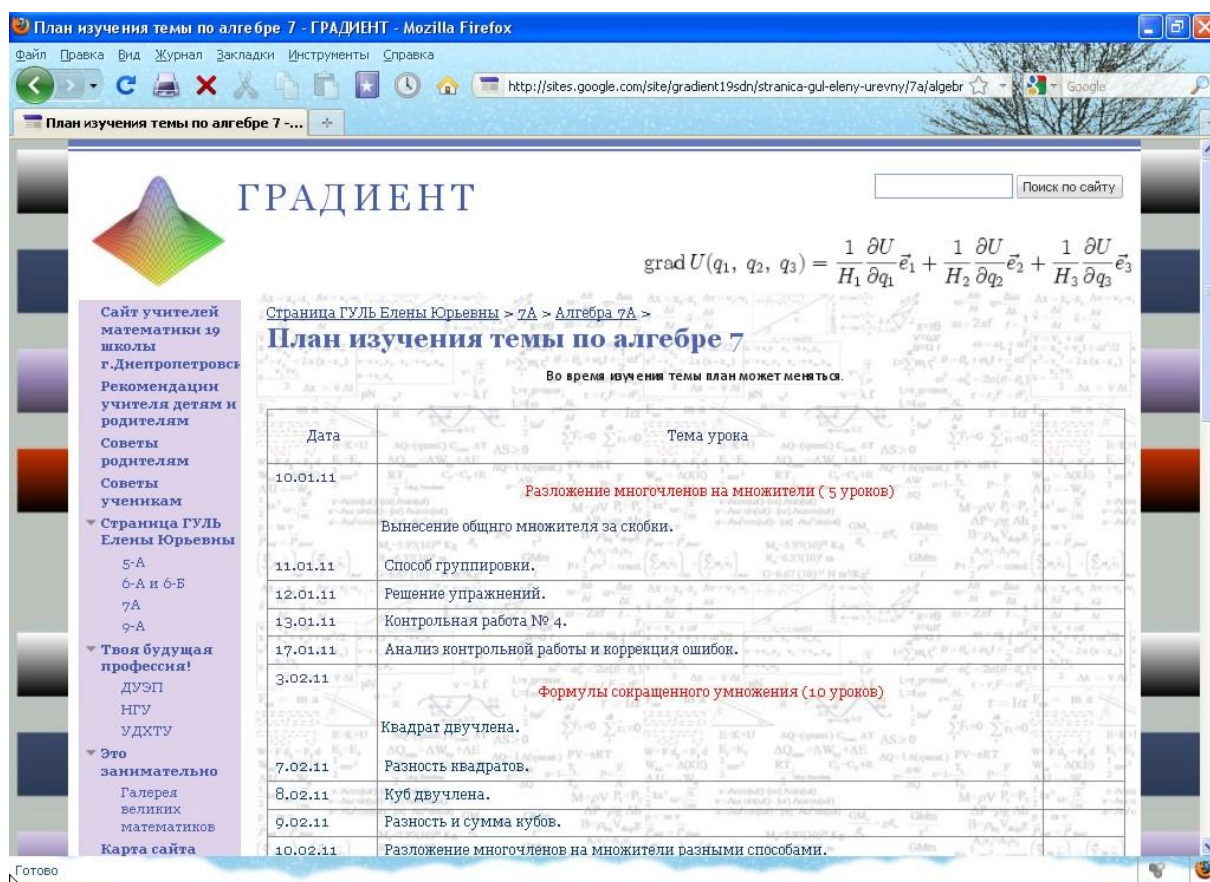 План изучения темы по алгебре 7 - ГРАДИЕНТ - Mozilla Firefox
Файл Правка Вид Журнал Закладки Инструменты Справка
http://sites.google.com/site/gradient19sdn/stranica-gul-eleny-urevny/7a/algebr
Google
План изучения темы по алгебре 7 -...
ГРАДИЕНТ
Поиск по сайту
grad U(q₁, q₂, q₃) = 1/H₁ ∂U/∂q₁ e⃗₁ + 1/H₂ ∂U/∂q₂ e⃗₂ + 1/H₃ ∂U/∂q₃ e⃗₃
Сайт учителей
математики 19
школы
г.Днепропетровск
Рекомендации
учителя детям и
родителям
Советы
родителям
Советы
ученикам
Страница ГУЛЬ
Елены Юрьевны
5-А
6-А и 6-Б
7А
9-А
Твоя будущая
профессия!
ДУЭП
НГУ
УДХТУ
Это
занимательно
Галерея
великих
математиков
Карта сайта
Страница ГУЛЬ Елены Юрьевны > 7А > Алгебра 7А >
План изучения темы по алгебре 7
Во время изучения темы план может меняться.
Дата Тема урока
10.01.11
Разложение многочленов на множители ( 5 уроков)
Вынесение общнго множителя за скобки.
11.01.11 Способ группировки.
12.01.11 Решение упражнений.
13.01.11 Контрольная работа № 4.
17.01.11 Анализ контрольной работы и коррекция ошибок.
3.02.11
Формулы сокращенного умножения (10 уроков)
Квадрат двучлена.
7.02.11 Разность квадратов.
8.02.11 Куб двучлена.
9.02.11 Разность и сумма кубов.
10.02.11 Разложение многочленов на множители разными способами.
Готово